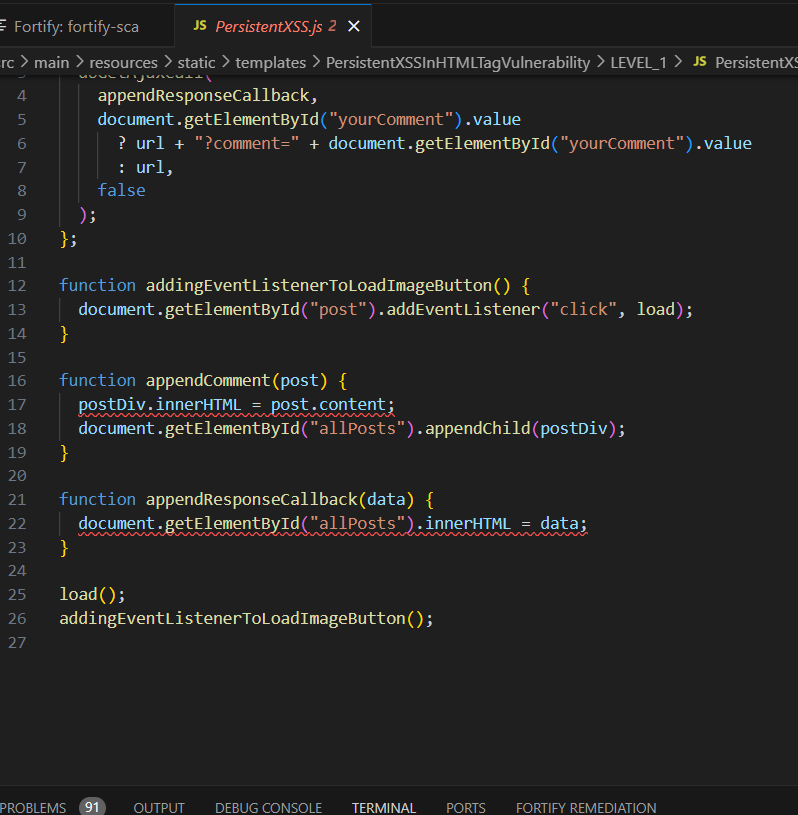 Fortify: fortify-sca
JS PersistentXSS.js 2 ×
rc > main > resources > static > templates > PersistentXSSInHTMLTagVulnerability > LEVEL_1 > JS PersistentXS
4 appendResponseCallback,
5 document.getElementById("yourComment").value
6 ? url + "?comment=" + document.getElementById("yourComment").value
7 : url,
8 false
9 );
10 };
11
12 function addingEventListenerToLoadImageButton() {
13 document.getElementById("post").addEventListener("click", load);
14 }
15
16 function appendComment(post) {
17 postDiv.innerHTML = post.content;
18 document.getElementById("allPosts").appendChild(postDiv);
19 }
20
21 function appendResponseCallback(data) {
22 document.getElementById("allPosts").innerHTML = data;
23 }
24
25 load();
26 addingEventListenerToLoadImageButton();
27
PROBLEMS 91 OUTPUT DEBUG CONSOLE TERMINAL PORTS FORTIFY REMEDIATION